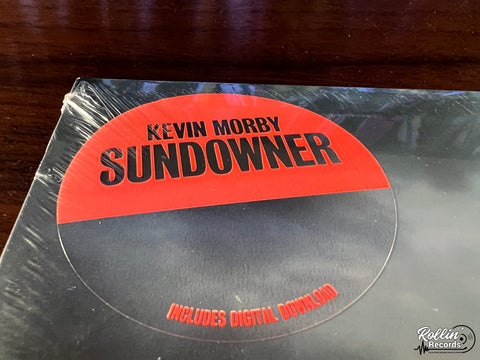 KEVIN MORBY
SUNDOWNER
INCLUDES DIGITAL DOWNLOAD
Rollin'
Records